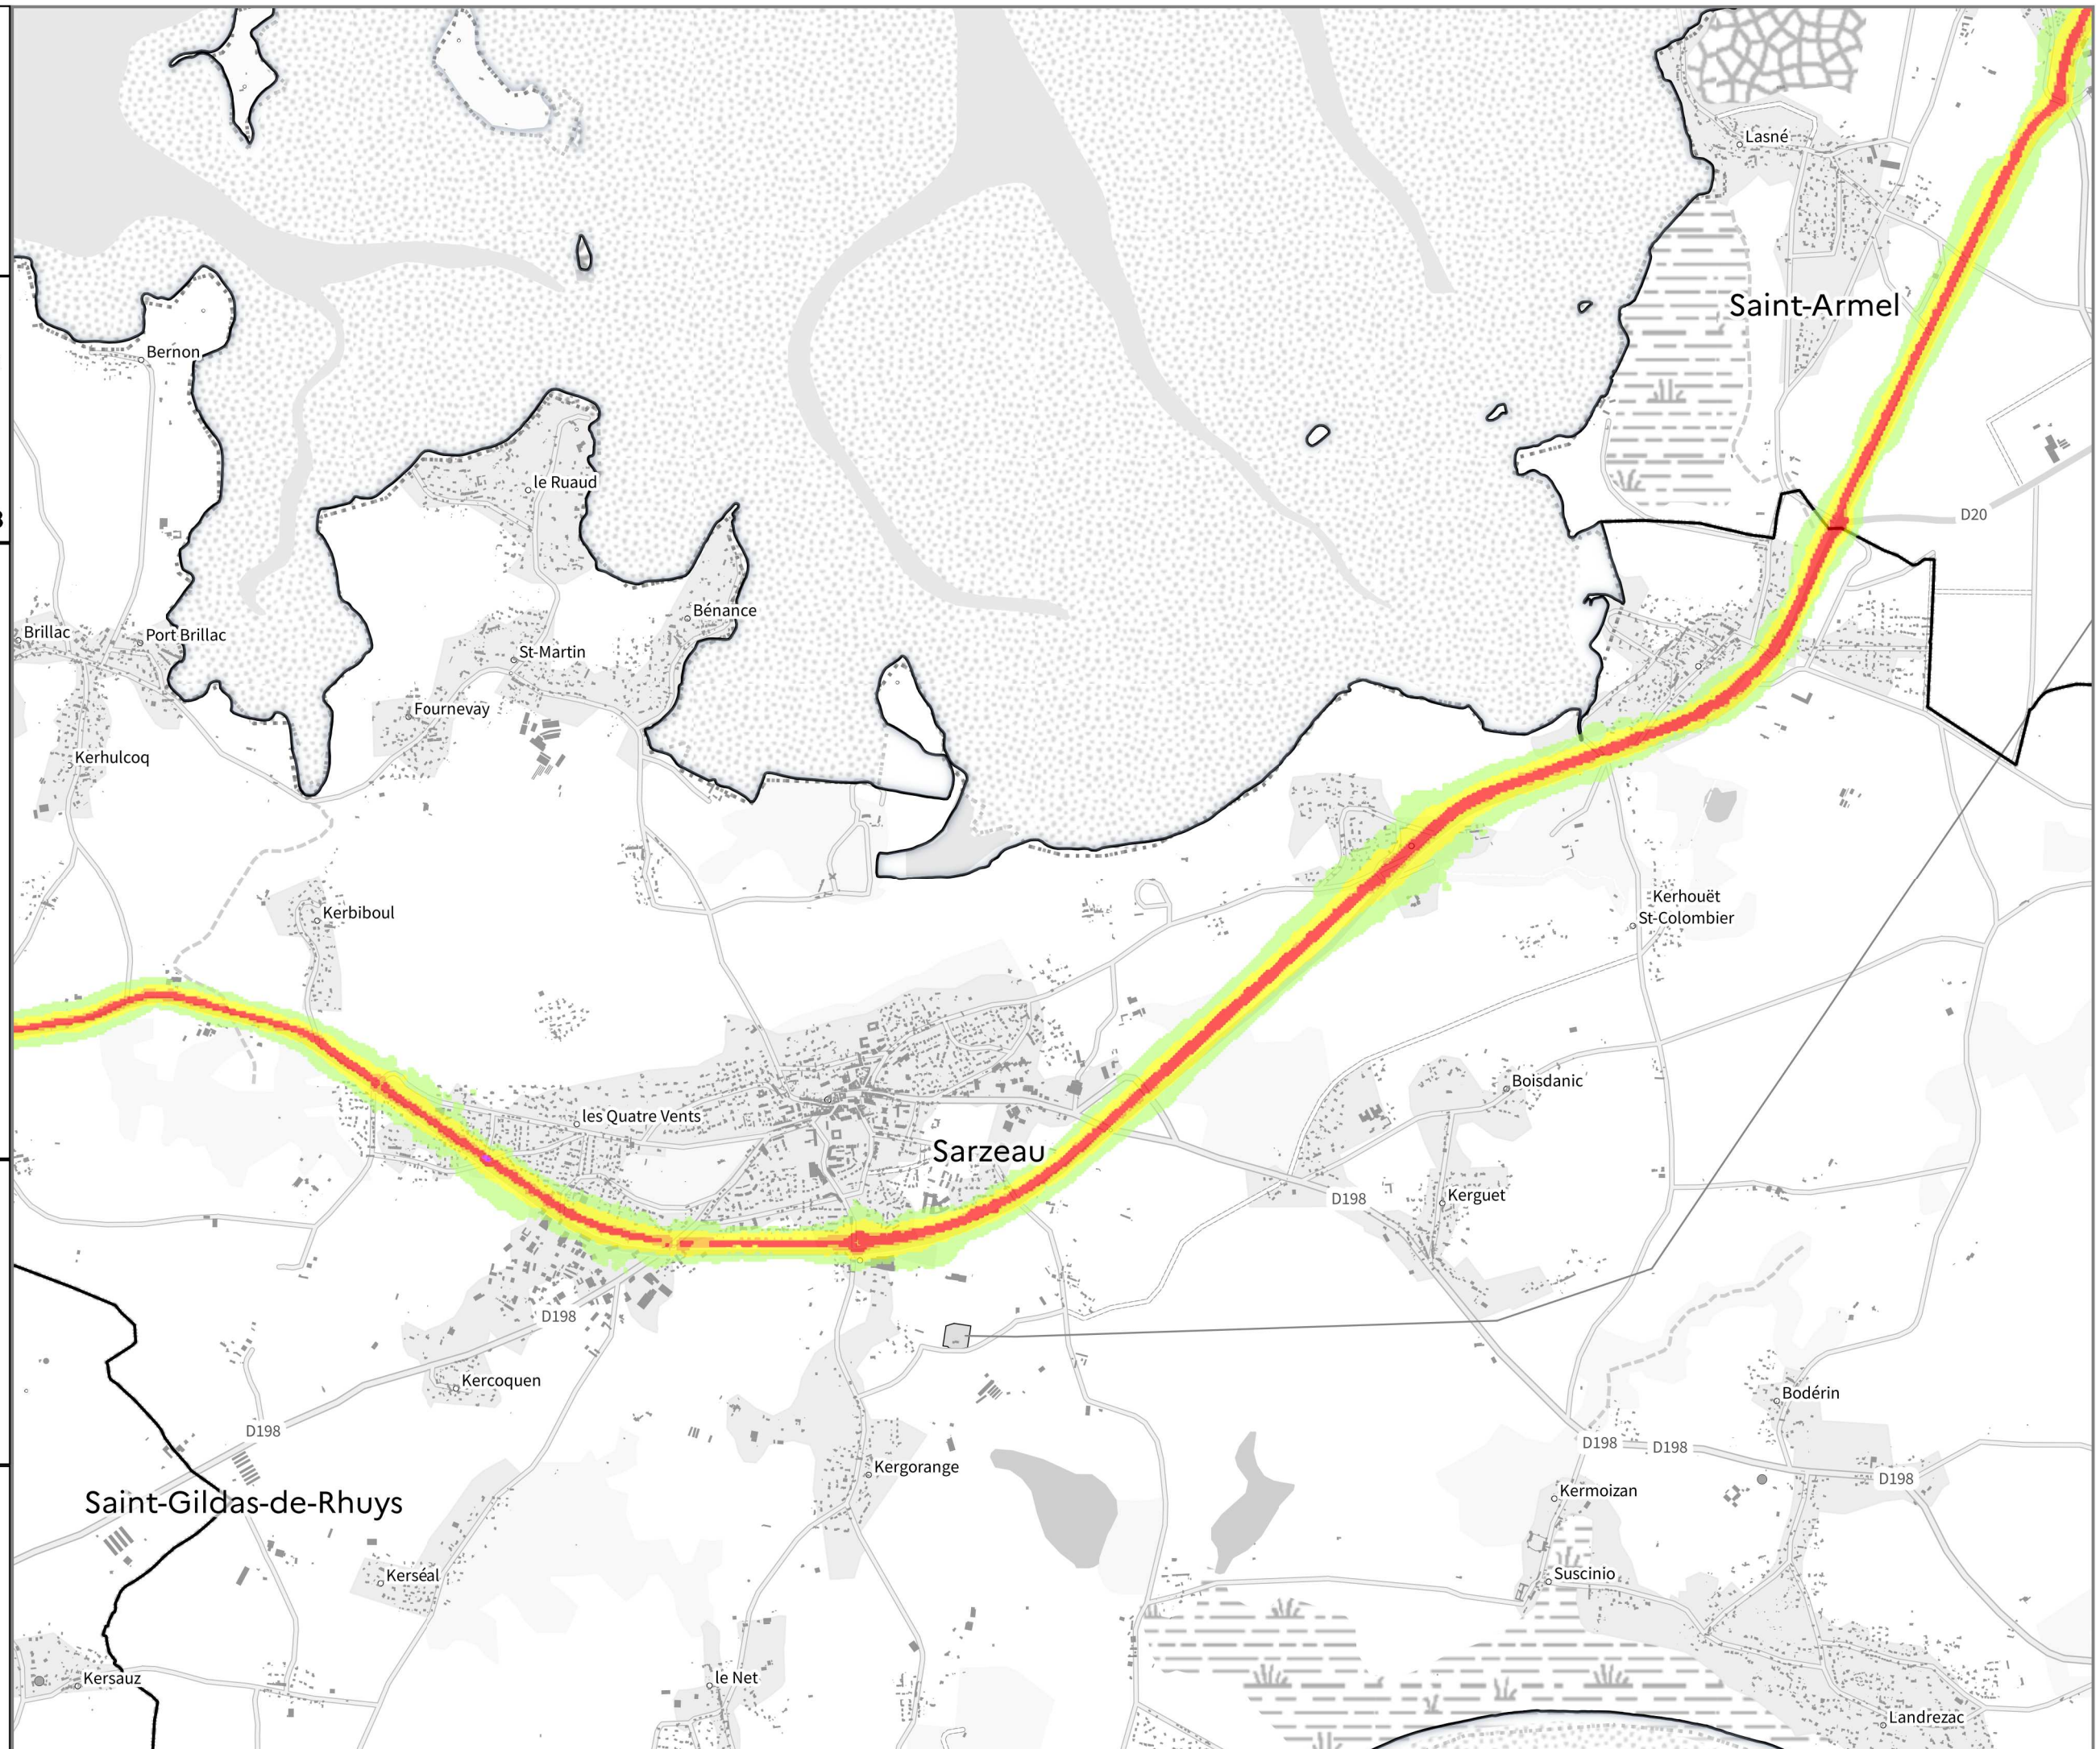 Lasné
Saint-Armel
Bernon
le Ruaud
D20
Bénance
Brillac
Port Brillac
St-Martin
Fournevay
Kerhulcoq
Kerhouët
St-Colombier
Kerbiboul
Boisdanic
les Quatre Vents
Sarzeau
Kerguet
D198
D198
Kercoquen
Bodérin
D198
D198
D198
D198
Kergorange
Kermoizan
Saint-Gildas-de-Rhuys
Suscinio
Kerséal
Kersauz
le Net
Landrezac